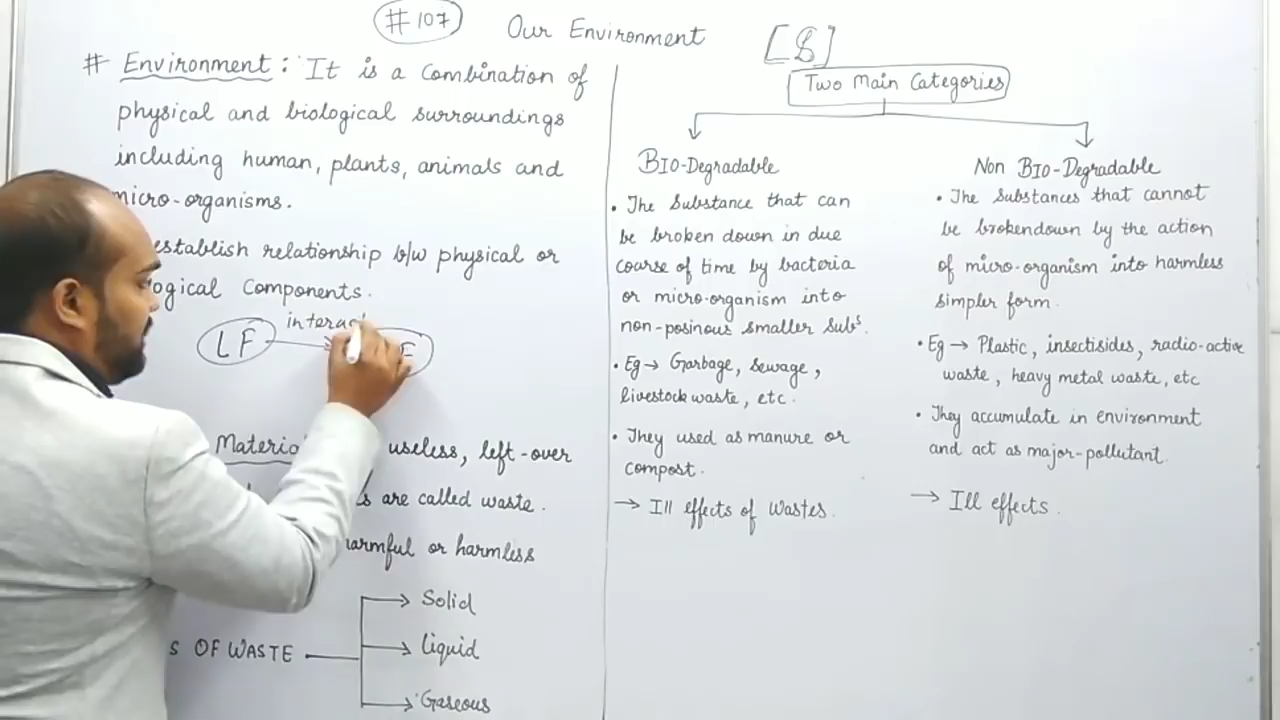 # 107
Our Environment
# Environment : It is a Combination of
physical and biological surroundings
including human, plants, animals and
micro-organisms.
establish relationship b/w physical or
ogical Components.
interac
LF
F
Materia useless, left-over
s are called waste.
harmful or harmless
S OF WASTE
Solid
liquid
Gaseous
Two Main Categories
BIO-Degradable
• The Substance that can
be broken down in due
coarse of time by bacteria
or micro-organism into
non-posinous smaller subs.
• Eg → Garbage, Sewage,
livestock waste, etc.
• They used as manure or
compost.
→ Ill effects of Wastes.
Non BIO-Degradable
• The Substances that cannot
be brokendown by the action
of micro-organism into harmless
simpler form.
• Eg → Plastic, insectisides, radio-active
waste, heavy metal waste, etc
• They accumulate in environment
and act as major-pollutant.
→ Ill effects.